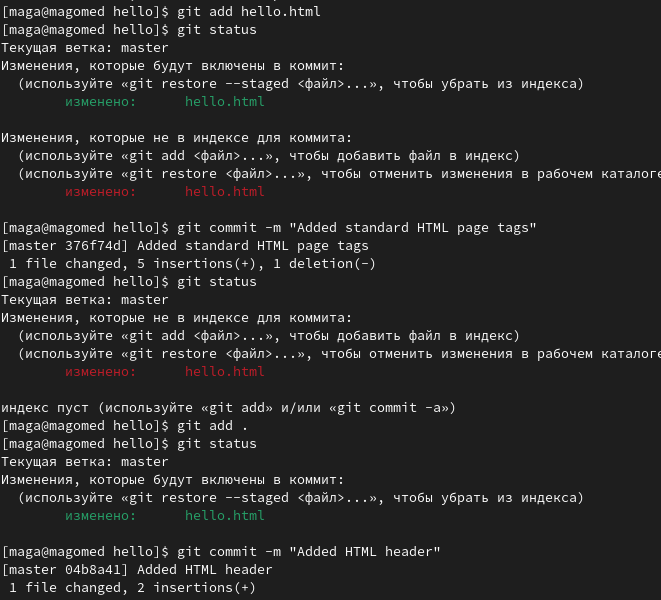 [maga@magomed hello]$ git add hello.html
[maga@magomed hello]$ git status
Текущая ветка: master
Изменения, которые будут включены в коммит:
  (используйте «git restore --staged <файл>...», чтобы убрать из индекса)
        изменено:      hello.html

Изменения, которые не в индексе для коммита:
  (используйте «git add <файл>...», чтобы добавить файл в индекс)
  (используйте «git restore <файл>...», чтобы отменить изменения в рабочем каталоге
        изменено:      hello.html

[maga@magomed hello]$ git commit -m "Added standard HTML page tags"
[master 376f74d] Added standard HTML page tags
 1 file changed, 5 insertions(+), 1 deletion(-)
[maga@magomed hello]$ git status
Текущая ветка: master
Изменения, которые не в индексе для коммита:
  (используйте «git add <файл>...», чтобы добавить файл в индекс)
  (используйте «git restore <файл>...», чтобы отменить изменения в рабочем каталоге
        изменено:      hello.html

индекс пуст (используйте «git add» и/или «git commit -a»)
[maga@magomed hello]$ git add .
[maga@magomed hello]$ git status
Текущая ветка: master
Изменения, которые будут включены в коммит:
  (используйте «git restore --staged <файл>...», чтобы убрать из индекса)
        изменено:      hello.html

[maga@magomed hello]$ git commit -m "Added HTML header"
[master 04b8a41] Added HTML header
 1 file changed, 2 insertions(+)